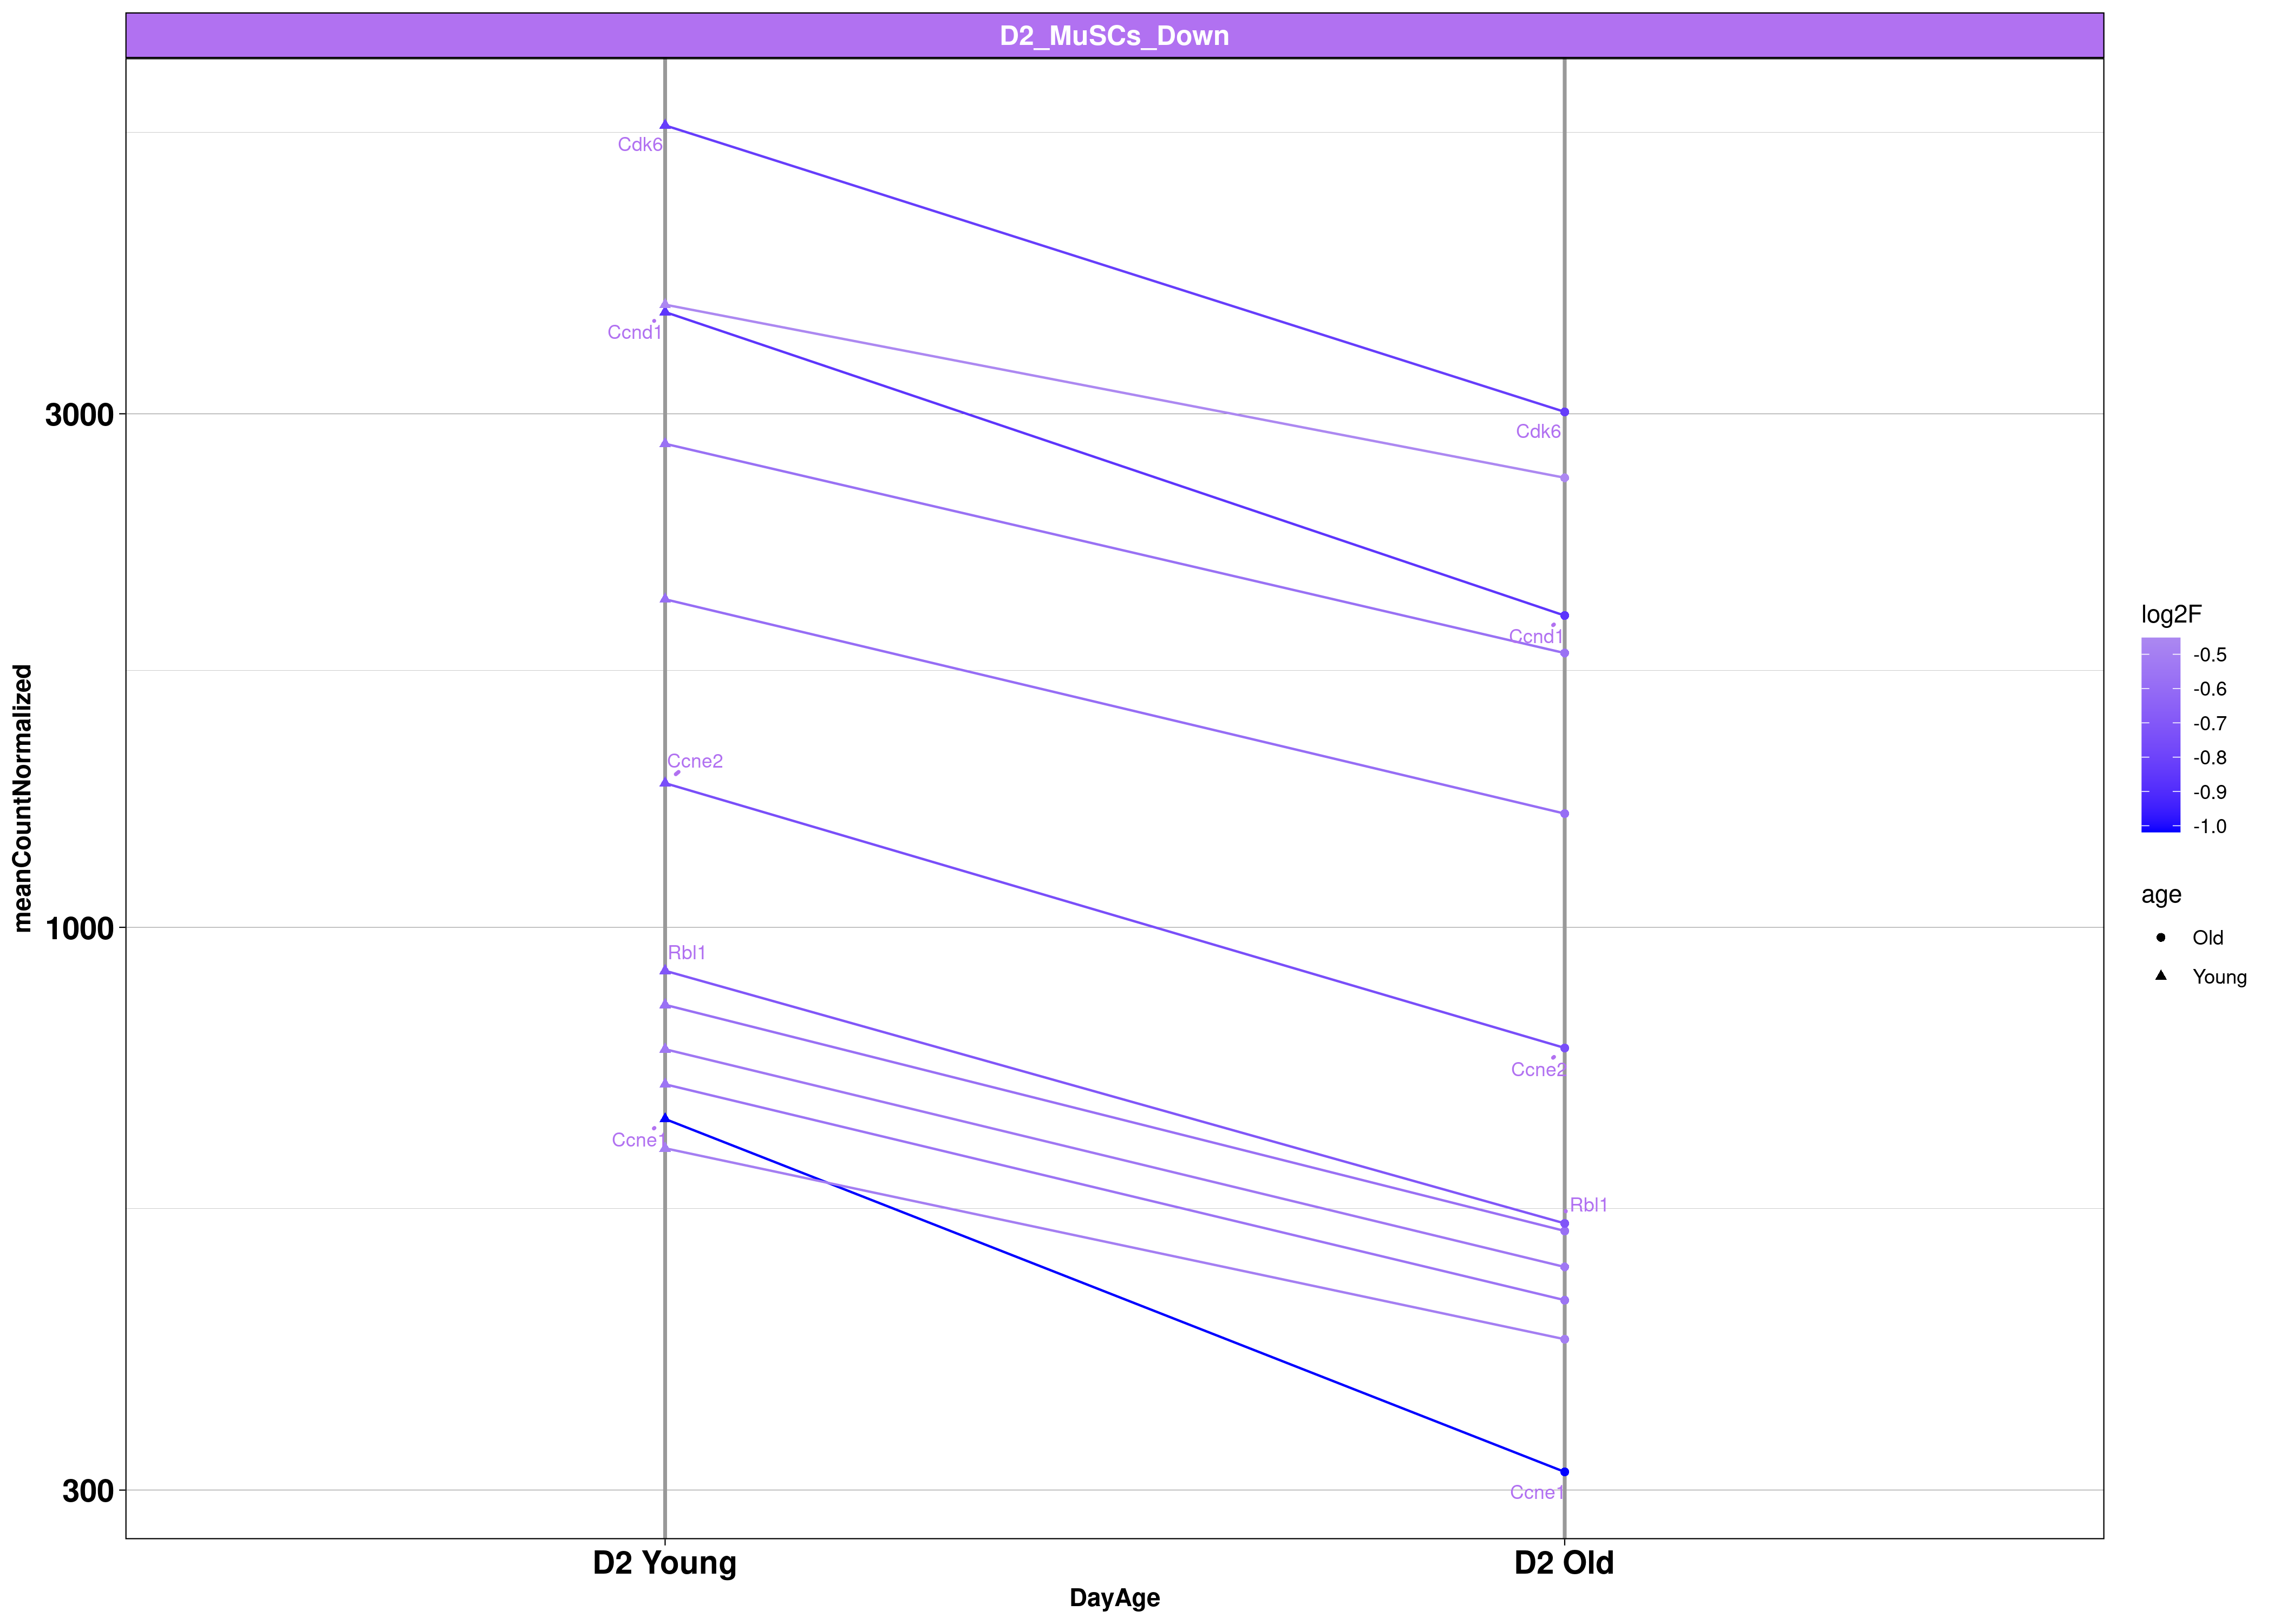 D2_MuSCs_Down
Cdk6
Ccnd1
3000
Cdk6
Ccnd1
log2F
-0.5
-0.6
-0.7
-0.8
-0.9
-1.0
meanCountNormalized
Ccne2
age
Old
Young
1000
Rbl1
Ccne2
Ccne1
Rbl1
300
Ccne1
D2 Young
D2 Old
DayAge